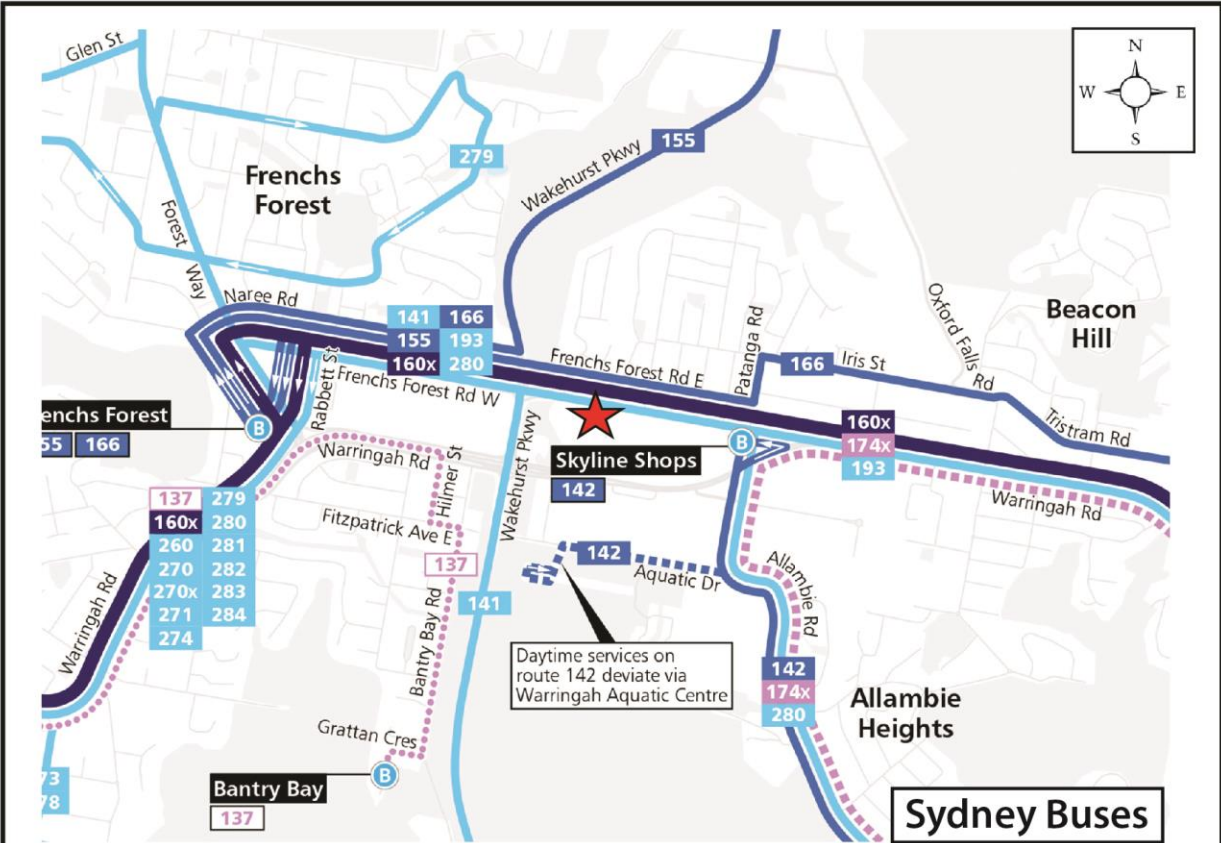 N
W E
S
Glen St
279
155
Wakehurst Pkwy
Frenchs
Forest
Forest Way
Naree Rd
141 166
155 193
160x 280
Frenchs Forest Rd E
Patanga Rd
166
Iris St
Oxford Falls Rd
Beacon
Hill
Tristram Rd
Rabbett St
Frenchs Forest Rd W
enchs Forest
55 166
B
Warringah Rd
Hilmer St
Wakehurst Pkwy
Skyline Shops
142
B
160x
174x
193
Warringah Rd
137 279
160x 280
260 281
270 282
270x 283
271 284
274
Fitzpatrick Ave E
137
142
Aquatic Dr
Allambie Rd
Warringah Rd
141
Bantry Bay Rd
Daytime services on
route 142 deviate via
Warringah Aquatic Centre
142
174x
280
Allambie
Heights
Grattan Cres
B
Bantry Bay
137
73
78
Sydney Buses